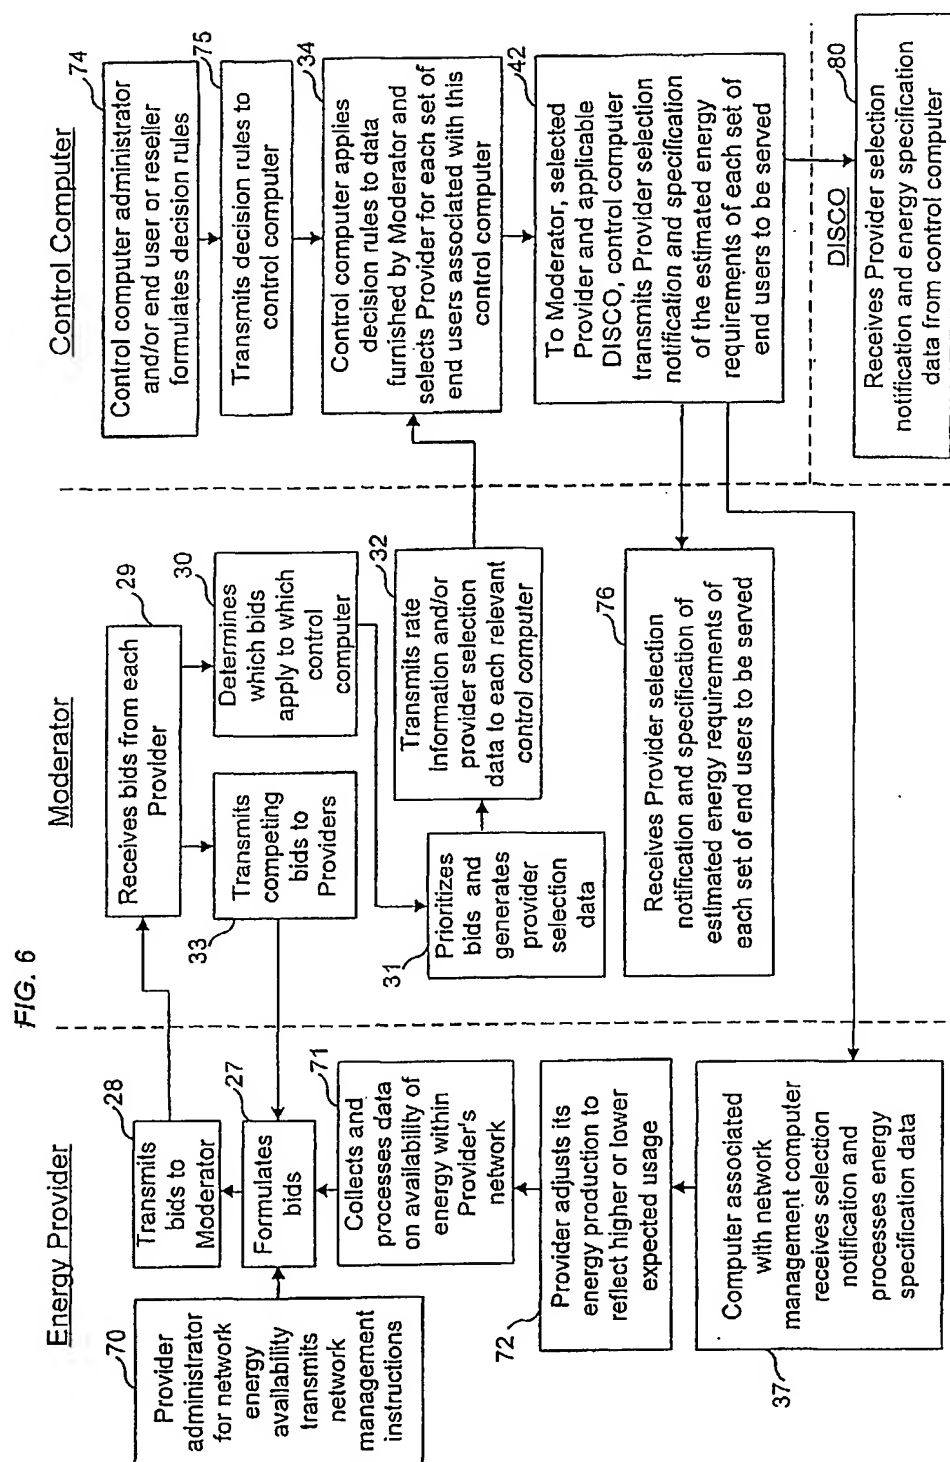 FIG. 6
Energy Provider
70
Provider
administrator
for network
energy
availability
transmits
network
management
instructions
28
Transmits
bids to
Moderator
27
Formulates
bids
71
Collects and
processes data
on availability of
energy within
Provider's
network
72
Provider adjusts its
energy production to
reflect higher or lower
expected usage
37
Computer associated
with network
management computer
receives selection
notification and
processes energy
specification data
Moderator
29
Receives bids from each
Provider
33
Transmits
competing
bids to
Providers
30
Determines
which bids
apply to which
control
computer
31
Prioritizes
bids and
generates
provider
selection
data
32
Transmits rate
Information and/or
provider selection
data to each relevant
control computer
76
Receives Provider selection
notification and specification of
estimated energy requirements of
each set of end users to be served
Control Computer
74
Control computer administrator
and/or end user or reseller
formulates decision rules
75
Transmits decision rules to
control computer
34
Control computer applies
decision rules to data
furnished by Moderator and
selects Provider for each set of
end users associated with this
control computer
42
To Moderator, selected
Provider and applicable
DISCO, control computer
transmits Provider selection
notification and specification
of the estimated energy
requirements of each set of
end users to be served
DISCO
80
Receives Provider selection
notification and energy specification
data from control computer